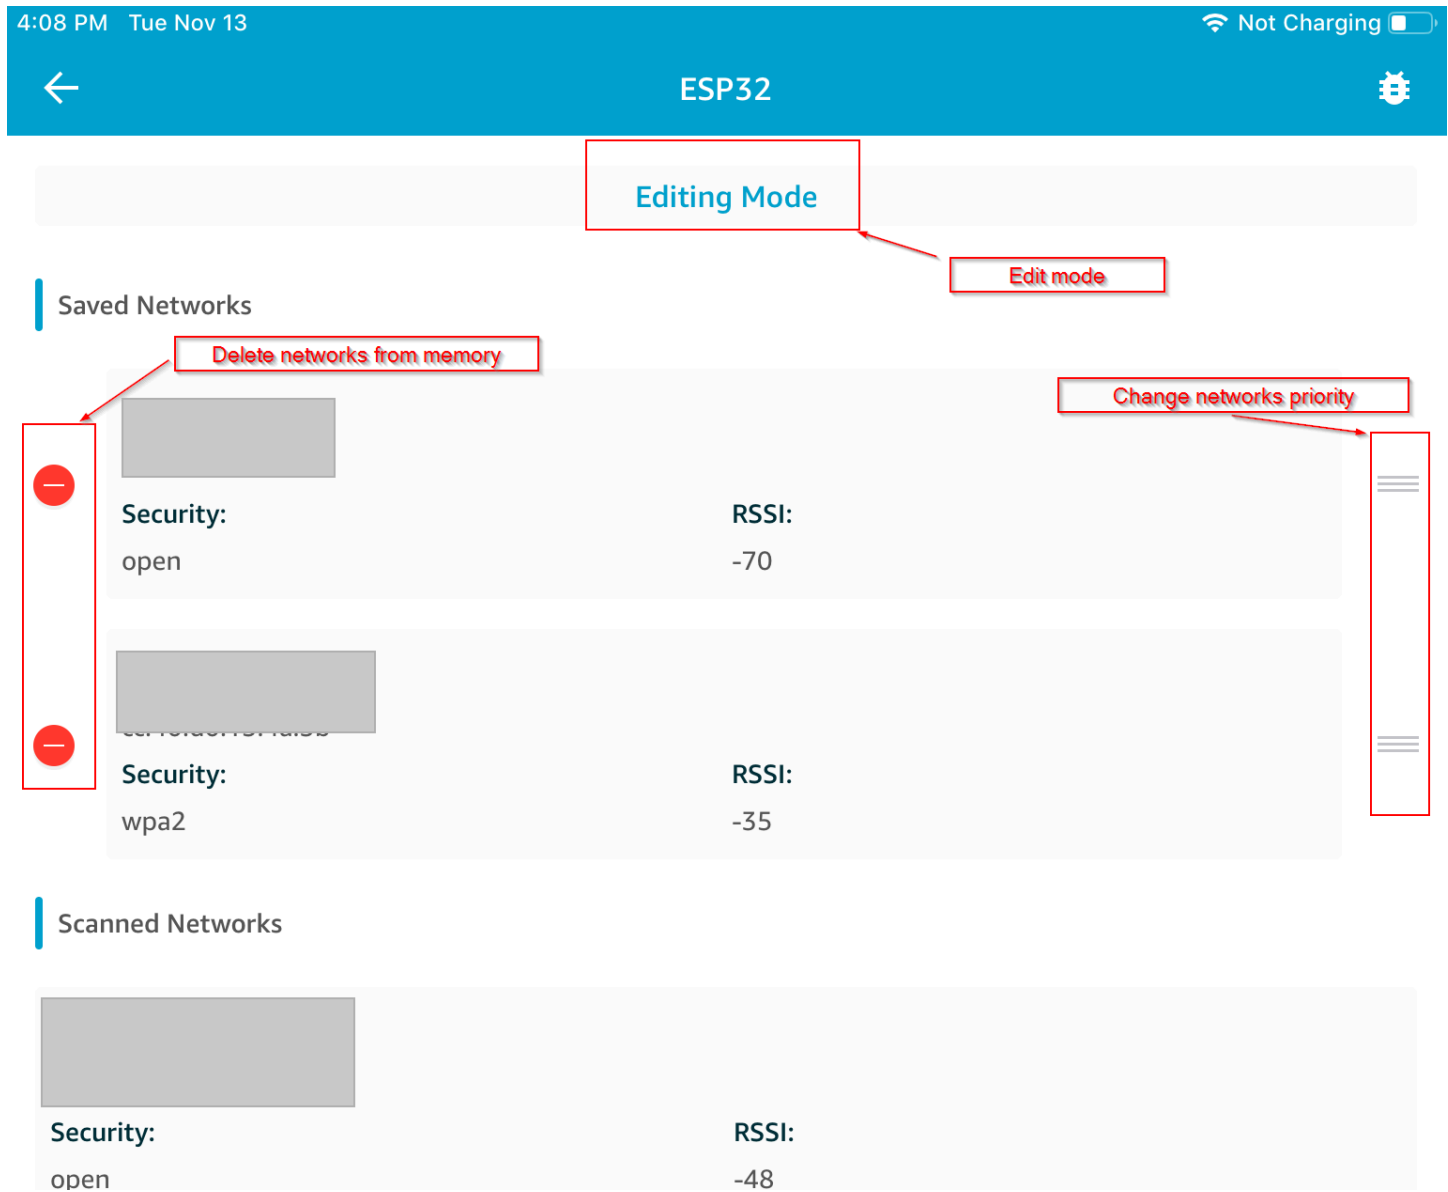 4:08 PM Tue Nov 13 Not Charging
ESP32
Editing Mode
Edit mode
Saved Networks
Delete networks from memory
Change networks priority
Security: RSSI:
open -70
Security: RSSI:
wpa2 -35
Scanned Networks
Security: RSSI:
open -48